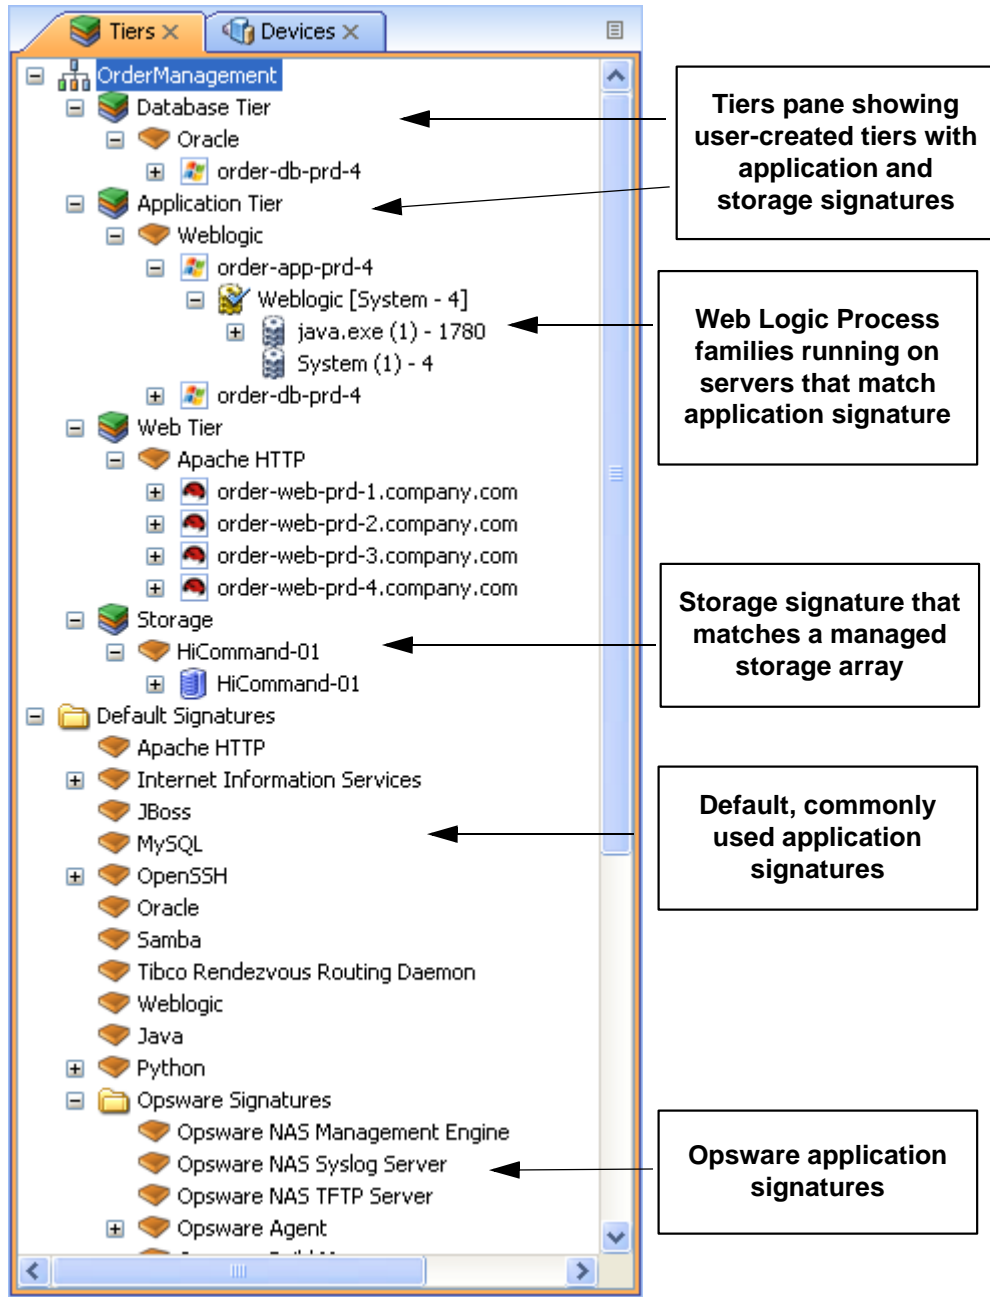 Tiers
Devices
OrderManagement
Database Tier
Oracle
order-db-prd-4
Application Tier
Weblogic
order-app-prd-4
Weblogic [System - 4]
java.exe (1) - 1780
System (1) - 4
order-db-prd-4
Web Tier
Apache HTTP
order-web-prd-1.company.com
order-web-prd-2.company.com
order-web-prd-3.company.com
order-web-prd-4.company.com
Storage
HiCommand-01
HiCommand-01
Default Signatures
Apache HTTP
Internet Information Services
JBoss
MySQL
OpenSSH
Oracle
Samba
Tibco Rendezvous Routing Daemon
Weblogic
Java
Python
Opsware Signatures
Opsware NAS Management Engine
Opsware NAS Syslog Server
Opsware NAS TFTP Server
Opsware Agent
Tiers pane showing
user-created tiers with
application and
storage signatures
Web Logic Process
families running on
servers that match
application signature
Storage signature that
matches a managed
storage array
Default, commonly
used application
signatures
Opsware application
signatures